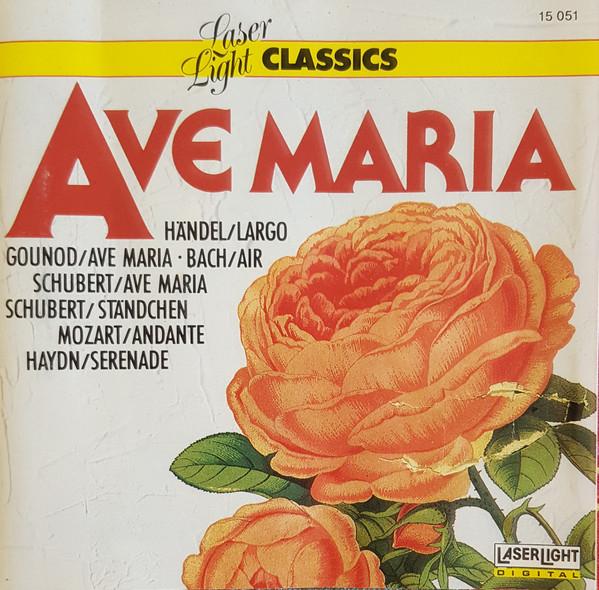 15 051
Laser
Light CLASSICS
AVE MARIA
HÄNDEL/LARGO
GOUNOD/AVE MARIA · BACH/AIR
SCHUBERT/AVE MARIA
SCHUBERT/STÄNDCHEN
MOZART/ANDANTE
HAYDN/SERENADE
LASERLIGHT
DIGITAL